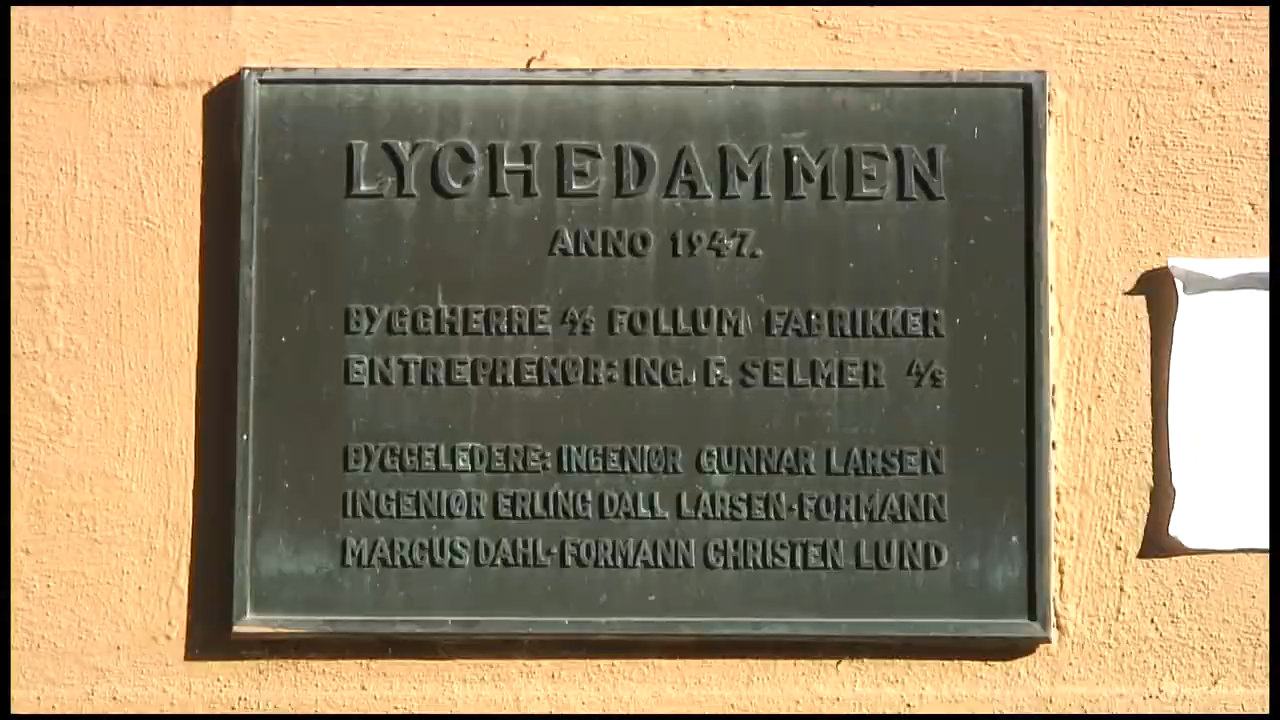 LYCHEDAMMEN
ANNO 1947.
BYGGHERRE A/S FOLLUM FABRIKKER
ENTREPRENØR: ING. F. SELMER A/S
BYGGELEDERE: INGENIØR GUNNAR LARSEN
INGENIØR ERLING DALL LARSEN-FORMANN
MARCUS DAHL-FORMANN CHRISTEN LUND